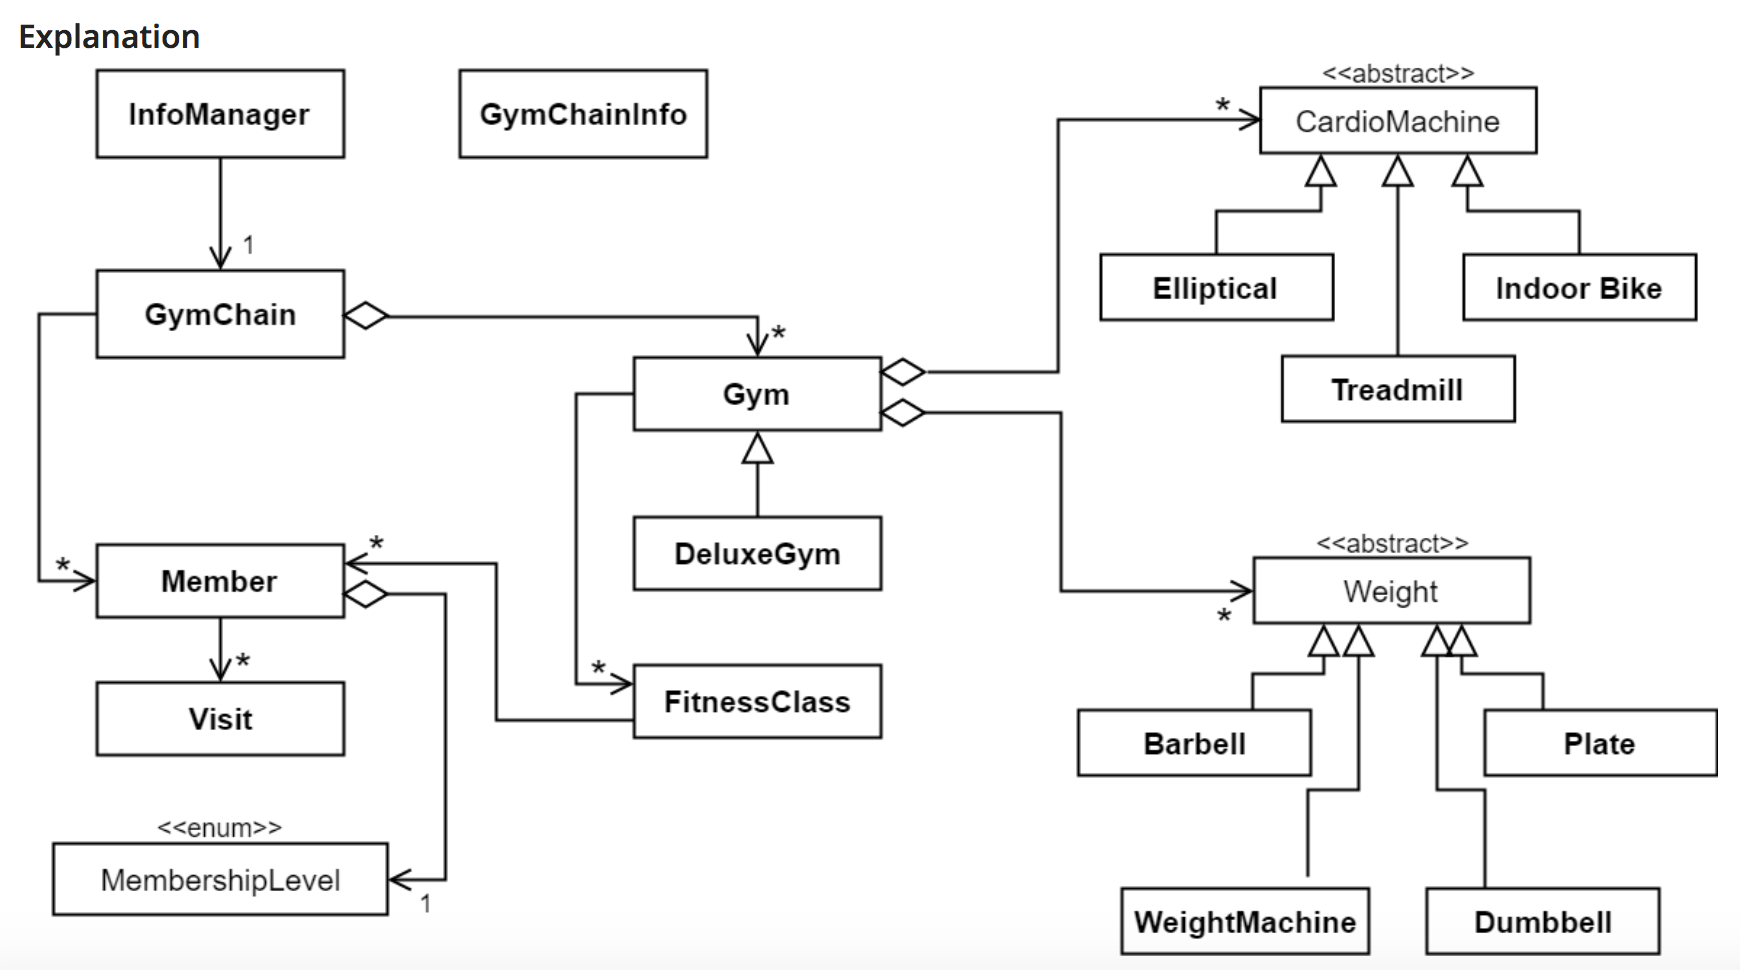 Explanation
InfoManager
GymChainInfo
<<abstract>>
CardioMachine
*
Elliptical
Indoor Bike
Treadmill
1
GymChain
*
Gym
DeluxeGym
*
Member
*
*
Visit
*
FitnessClass
<<abstract>>
Weight
*
Barbell
Plate
WeightMachine
Dumbbell
<<enum>>
MembershipLevel
1